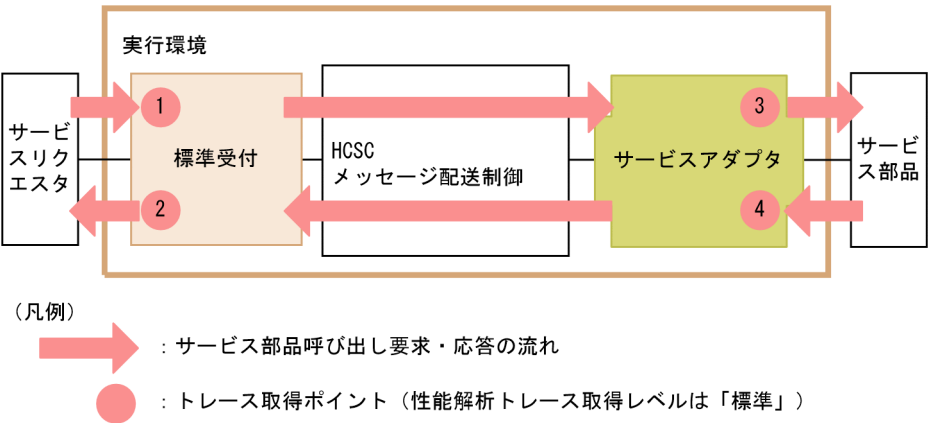 実行環境
サービ
スリク
エスタ
1
2
標準受付
HCSC
メッセージ配送制御
サービスアダプタ
3
4
サービ
ス部品
(凡例)
:サービス部品呼び出し要求・応答の流れ
:トレース取得ポイント(性能解析トレース取得レベルは「標準」)